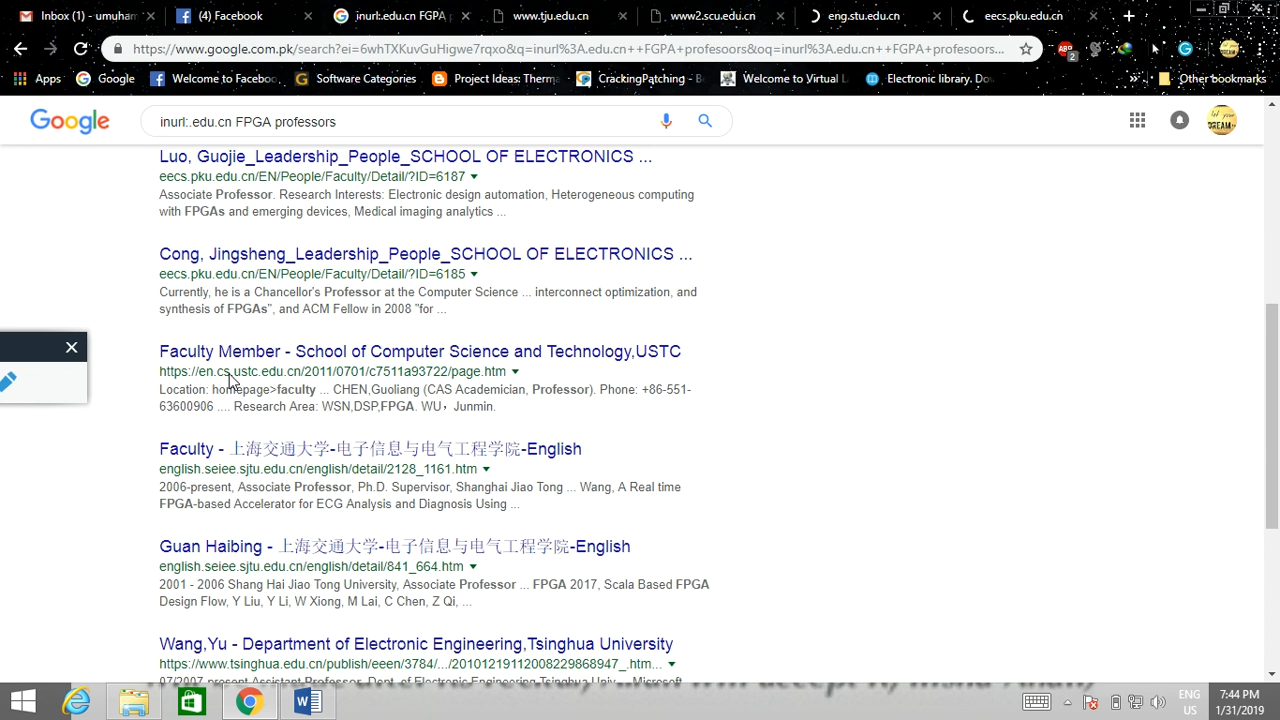 Inbox (1) - umuham
(4) Facebook
inurl:.edu.cn FGPA p
www.tju.edu.cn
www2.scu.edu.cn
eng.stu.edu.cn
eecs.pku.edu.cn
https://www.google.com.pk/search?ei=6whTXKuvGuHigwe7rqxo&q=inurl%3A.edu.cn++FGPA+profesoors&oq=inurl%3A.edu.cn++FGPA+profesoors...
ABP
2
Apps
Google
Welcome to Faceboo
Software Categories
Project Ideas: Therma
CrackingPatching - B
Welcome to Virtual L
Electronic library. Do
Other bookmarks
Google
inurl:.edu.cn FPGA professors
Luo, Guojie_Leadership_People_SCHOOL OF ELECTRONICS ...
eecs.pku.edu.cn/EN/People/Faculty/Detail/?ID=6187
Associate Professor. Research Interests: Electronic design automation, Heterogeneous computing
with FPGAs and emerging devices, Medical imaging analytics ...
Cong, Jingsheng_Leadership_People_SCHOOL OF ELECTRONICS ...
eecs.pku.edu.cn/EN/People/Faculty/Detail/?ID=6185
Currently, he is a Chancellor's Professor at the Computer Science ... interconnect optimization, and
synthesis of FPGAs", and ACM Fellow in 2008 "for ...
Faculty Member - School of Computer Science and Technology,USTC
https://en.cs.ustc.edu.cn/2011/0701/c7511a93722/page.htm
Location: homepage>faculty ... CHEN,Guoliang (CAS Academician, Professor). Phone: +86-551-
63600906 .... Research Area: WSN,DSP,FPGA. WU，Junmin.
Faculty - 上海交通大学-电子信息与电气工程学院-English
english.seiee.sjtu.edu.cn/english/detail/2128_1161.htm
2006-present, Associate Professor, Ph.D. Supervisor, Shanghai Jiao Tong ... Wang, A Real time
FPGA-based Accelerator for ECG Analysis and Diagnosis Using ...
Guan Haibing - 上海交通大学-电子信息与电气工程学院-English
english.seiee.sjtu.edu.cn/english/detail/841_664.htm
2001 - 2006 Shang Hai Jiao Tong University, Associate Professor ... FPGA 2017, Scala Based FPGA
Design Flow, Y Liu, Y Li, W Xiong, M Lai, C Chen, Z Qi, ...
Wang,Yu - Department of Electronic Engineering,Tsinghua University
https://www.tsinghua.edu.cn/publish/eeen/3784/.../20101219112008229868947_.htm...
07/2007-present Assistant Professor, Dept. of Electronic Engineering Tsinghua Univ... Microsoft
ENG
US
7:44 PM
1/31/2019